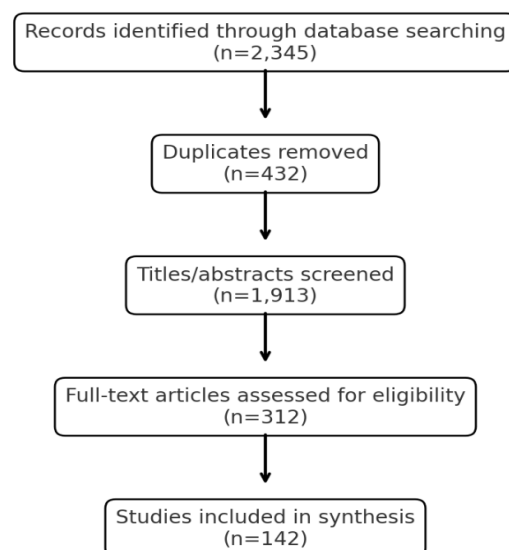 Records identified through database searching
(n=2,345)
Duplicates removed
(n=432)
Titles/abstracts screened
(n=1,913)
Full-text articles assessed for eligibility
(n=312)
Studies included in synthesis
(n=142)